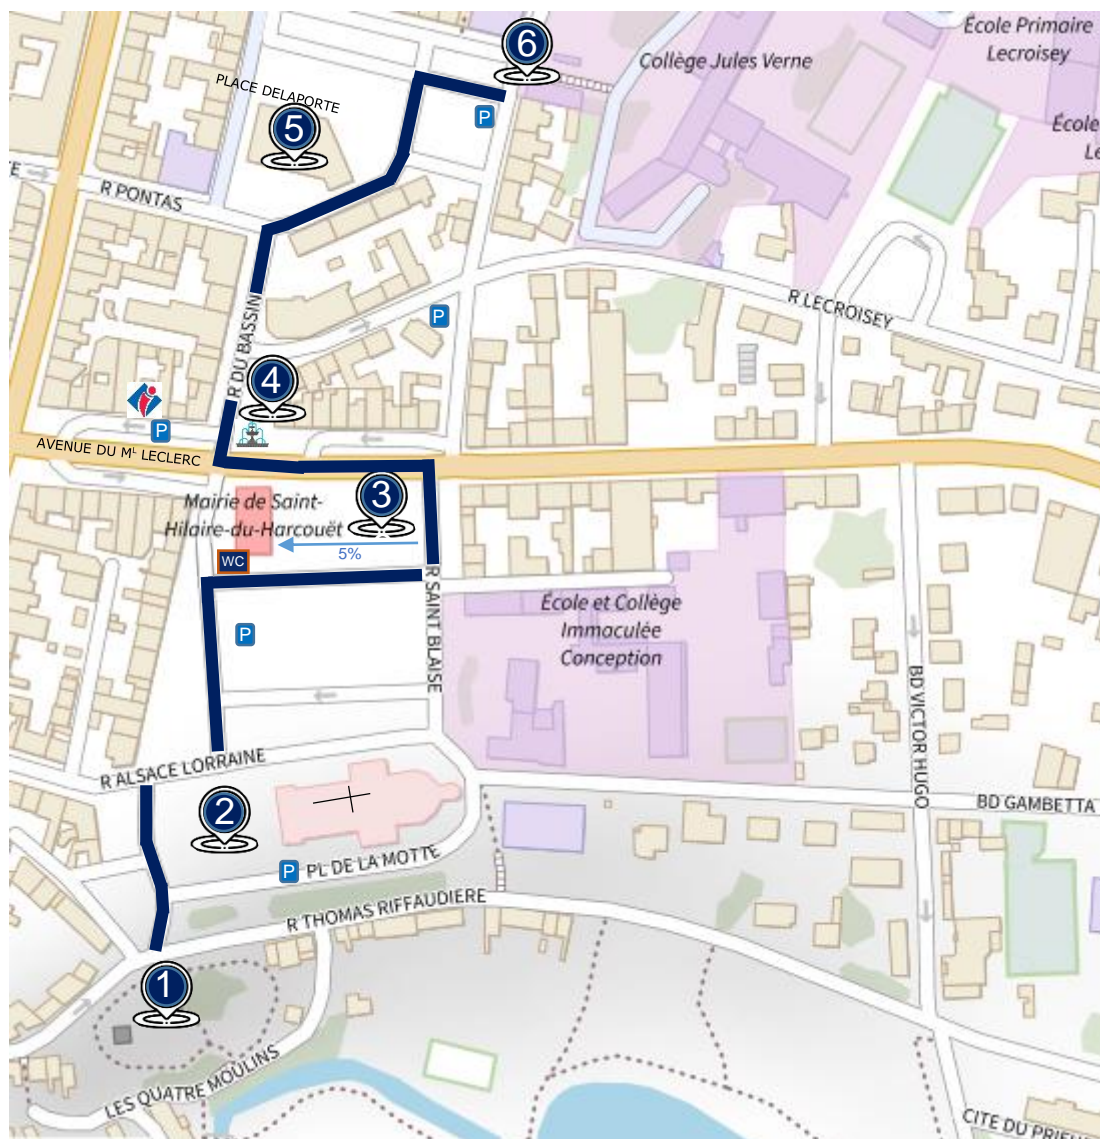 6
École Primaire
Lecroisey
Collège Jules Verne
PLACE DELAPORTE
P
5
École
Le
TE
R PONTAS
R LECROISEY
P
R DU BASSIN
4
P
AVENUE DU Mᴸ LECLERC
3
Mairie de Saint-
Hilaire-du-Harcouët
5%
WC
R SAINT BLAISE
École et Collège
Immaculée
Conception
P
BD VICTOR HUGO
R ALSACE LORRAINE
2
BD GAMBETTA
P
PL DE LA MOTTE
R THOMAS RIFFAUDIERE
1
LES QUATRE MOULINS
CITE DU PRIEU